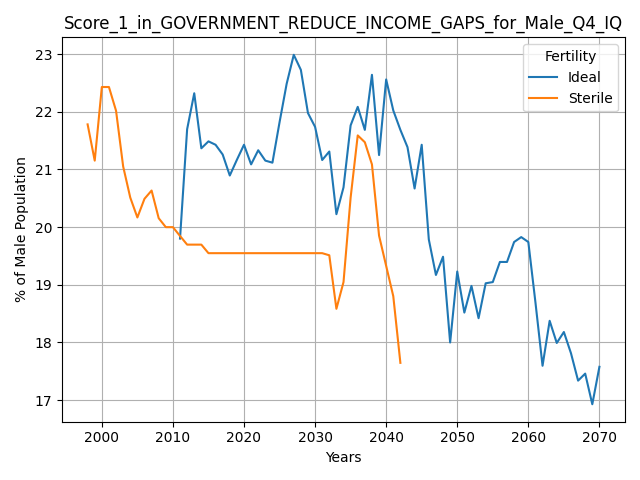 Score_1_in_GOVERNMENT_REDUCE_INCOME_GAPS_for_Male_Q4_IQ
Fertility
Ideal
Sterile
% of Male Population
23
22
21
20
19
18
17
2000
2010
2020
2030
2040
2050
2060
2070
Years